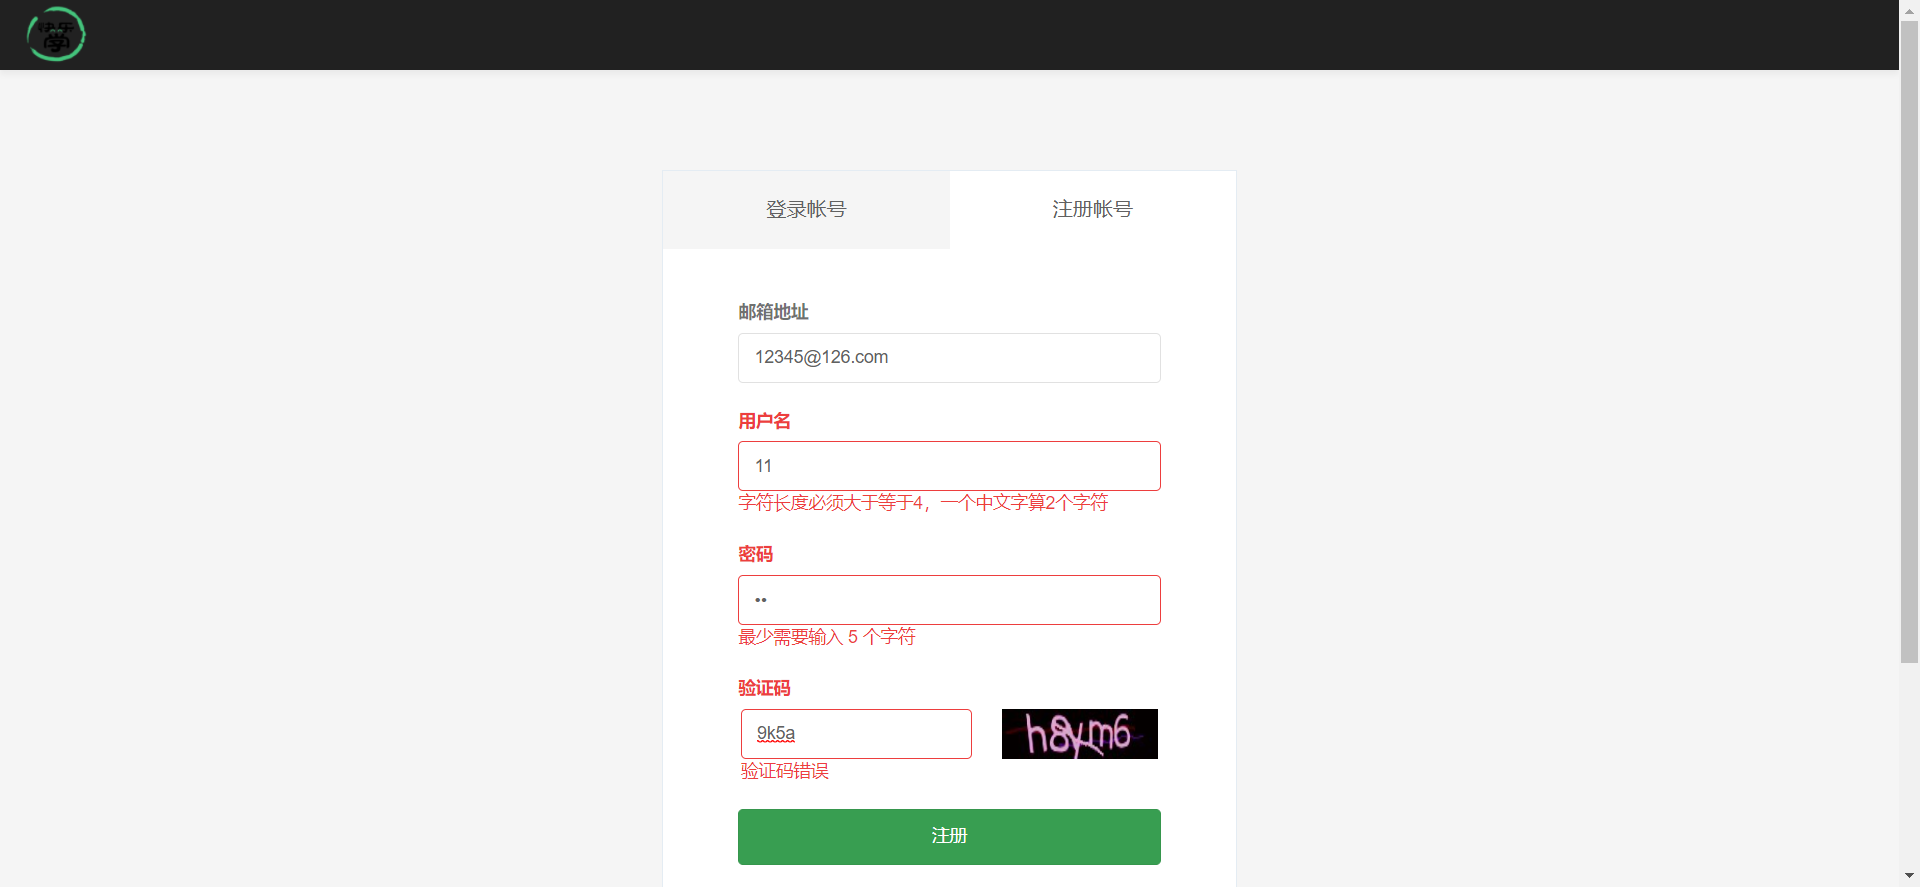 快乐
學
登录帐号
注册帐号
邮箱地址
12345@126.com
用户名
11
字符长度必须大于等于4，一个中文字算2个字符
密码
••
最少需要输入 5 个字符
验证码
9k5a
h8ym6
验证码错误
注册